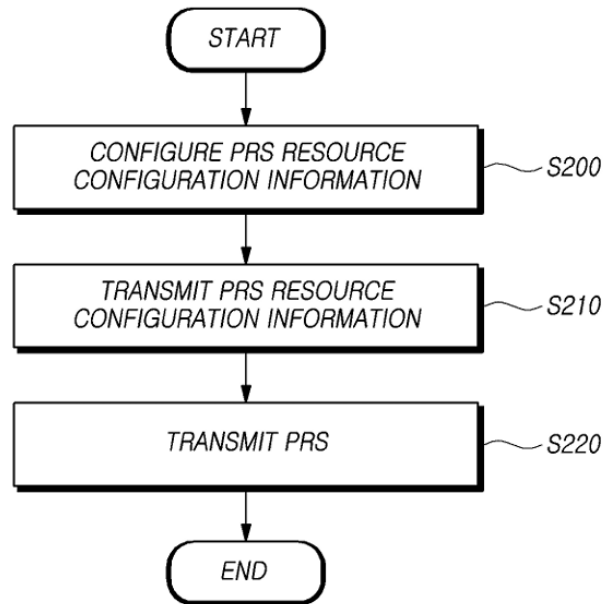 START
CONFIGURE PRS RESOURCE
CONFIGURATION INFORMATION
S200
TRANSMIT PRS RESOURCE
CONFIGURATION INFORMATION
S210
TRANSMIT PRS
S220
END